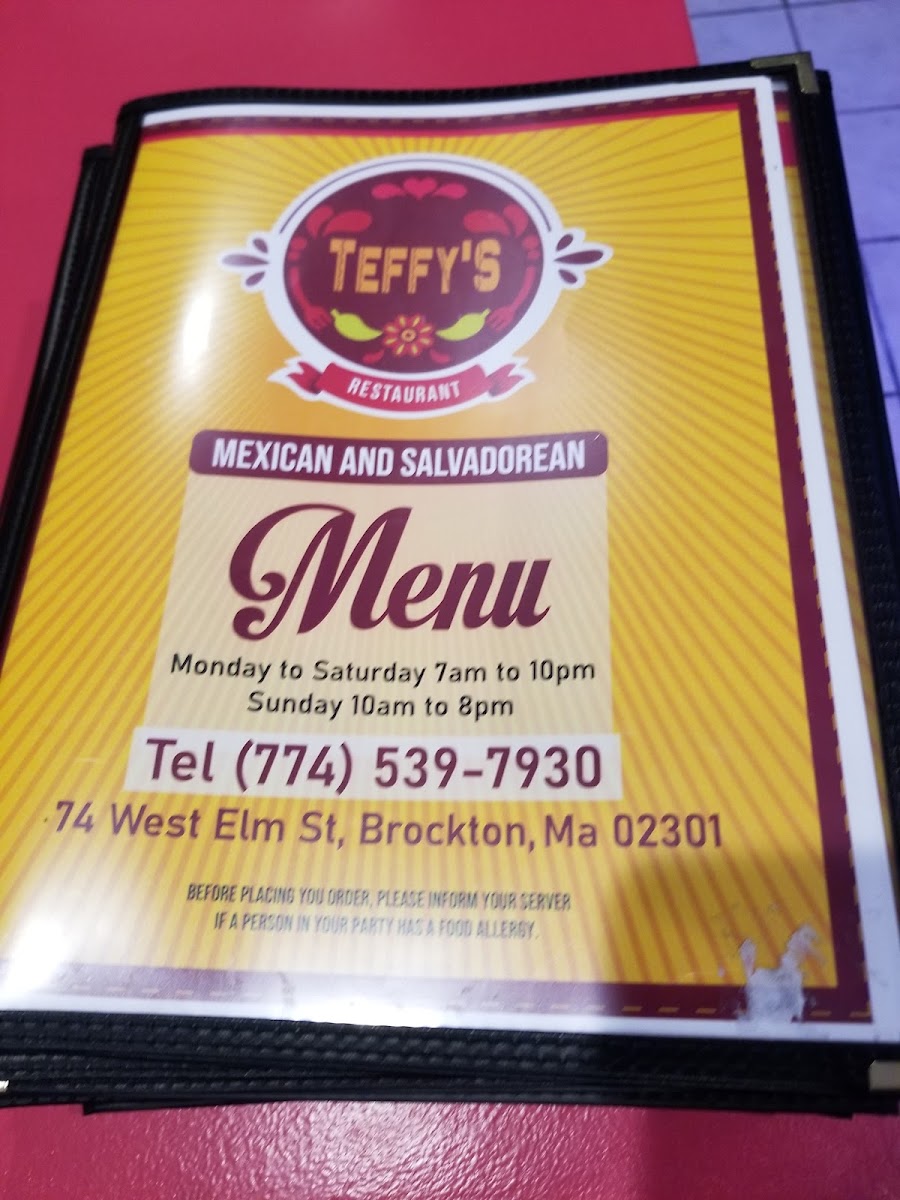 TEFFY'S
RESTAURANT
MEXICAN AND SALVADOREAN
Menu
Monday to Saturday 7am to 10pm
Sunday 10am to 8pm
Tel (774) 539-7930
74 West Elm St, Brockton, Ma 02301
BEFORE PLACING YOU ORDER, PLEASE INFORM YOUR SERVER
IF A PERSON IN YOUR PARTY HAS A FOOD ALLERGY.